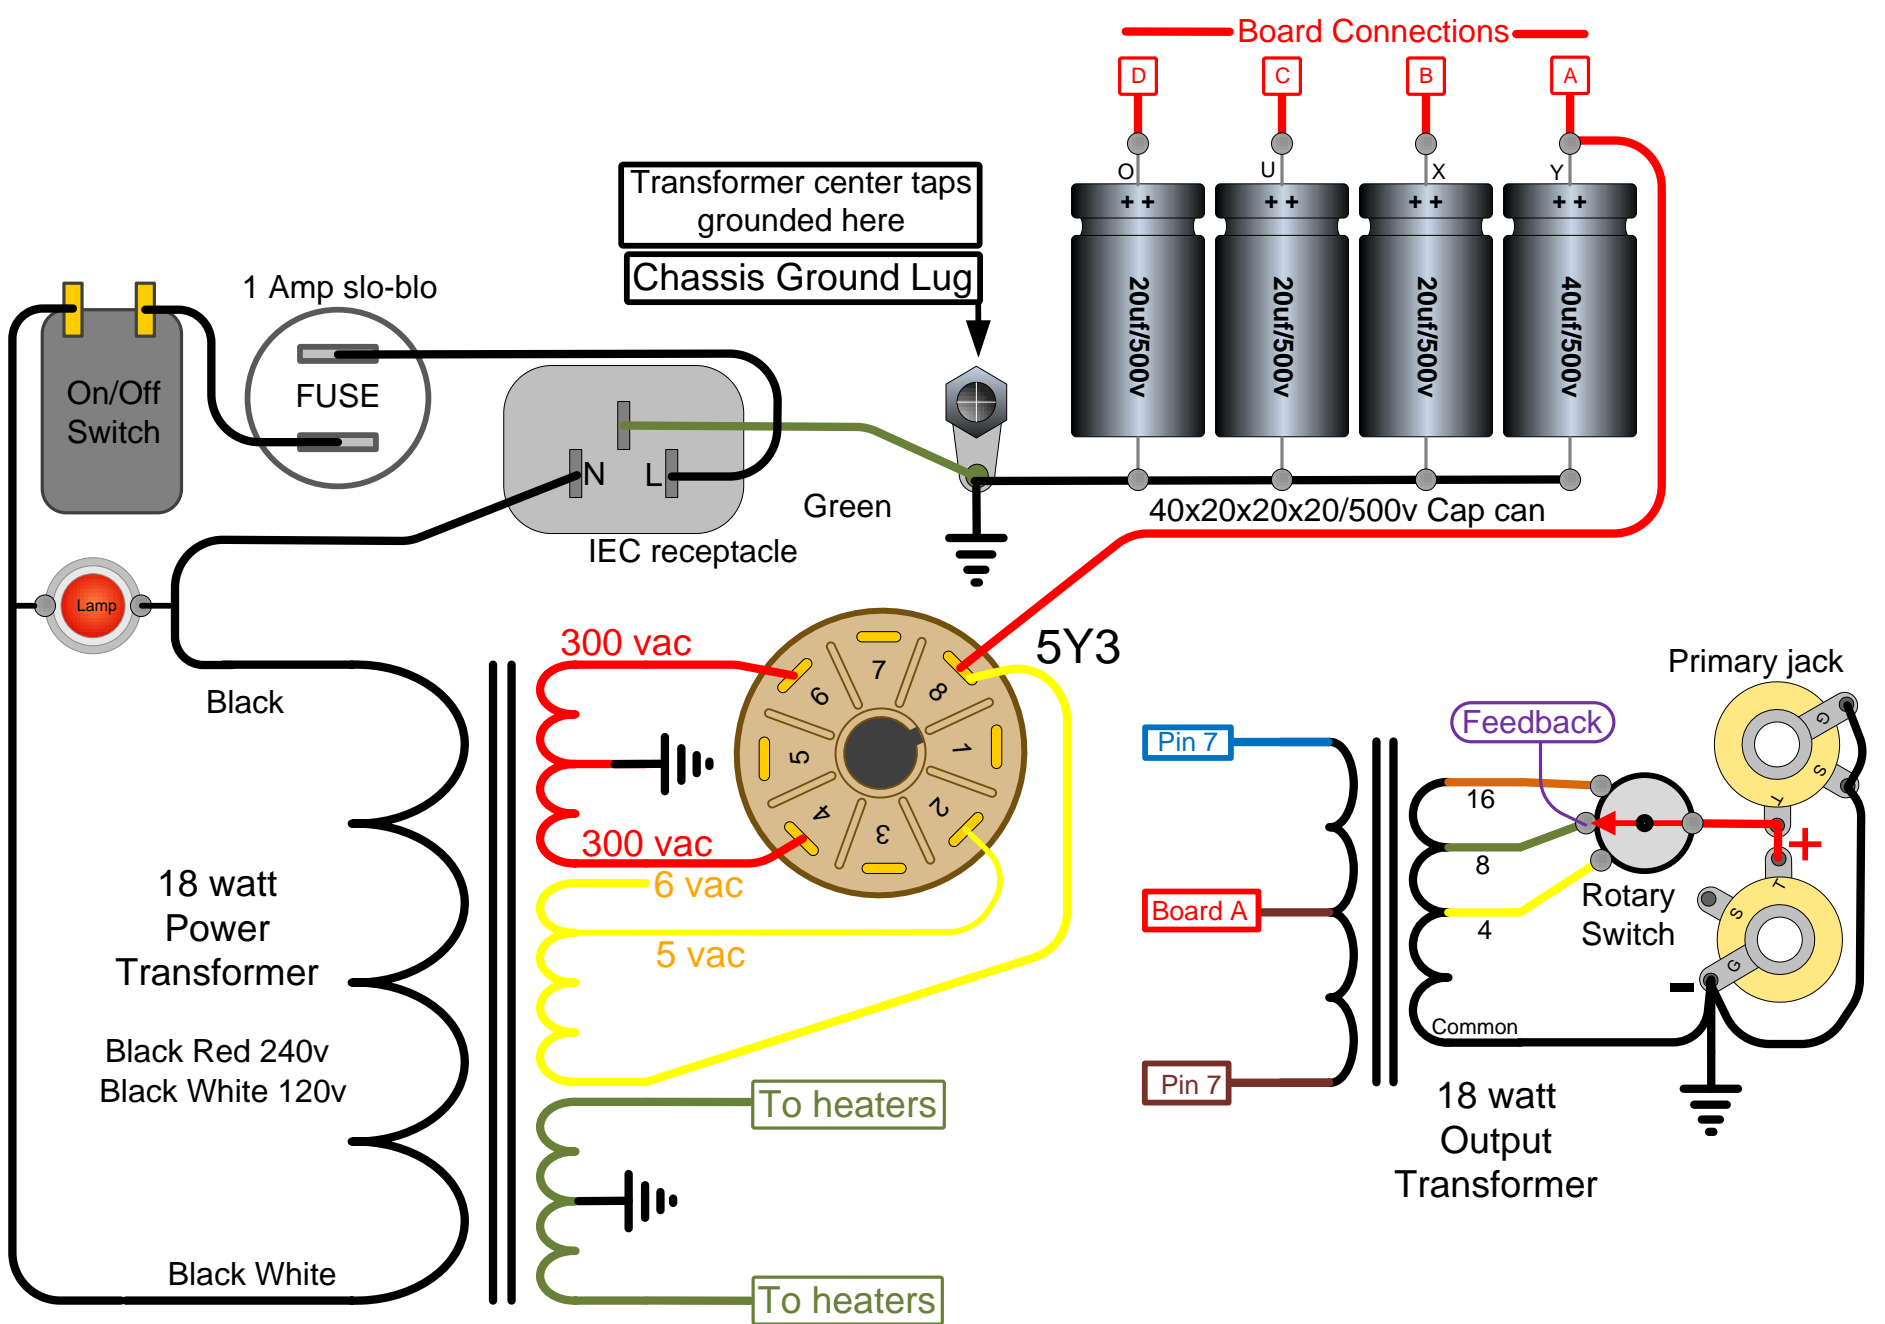 Board Connections
D
C
B
A
O
U
X
Y
+ +
+ +
+ +
+ +
20uf/500v
20uf/500v
20uf/500v
40uf/500v
40x20x20x20/500v Cap can
Transformer center taps
grounded here
Chassis Ground Lug
1 Amp slo-blo
FUSE
On/Off
Switch
N
L
Green
IEC receptacle
Lamp
Black
18 watt
Power
Transformer
Black Red 240v
Black White 120v
Black White
300 vac
300 vac
6 vac
5 vac
To heaters
To heaters
5Y3
7
8
1
2
3
4
5
6
Pin 7
Board A
Pin 7
Feedback
16
8
4
Common
Rotary
Switch
Primary jack
G
S
T
+
T
S
G
-
18 watt
Output
Transformer